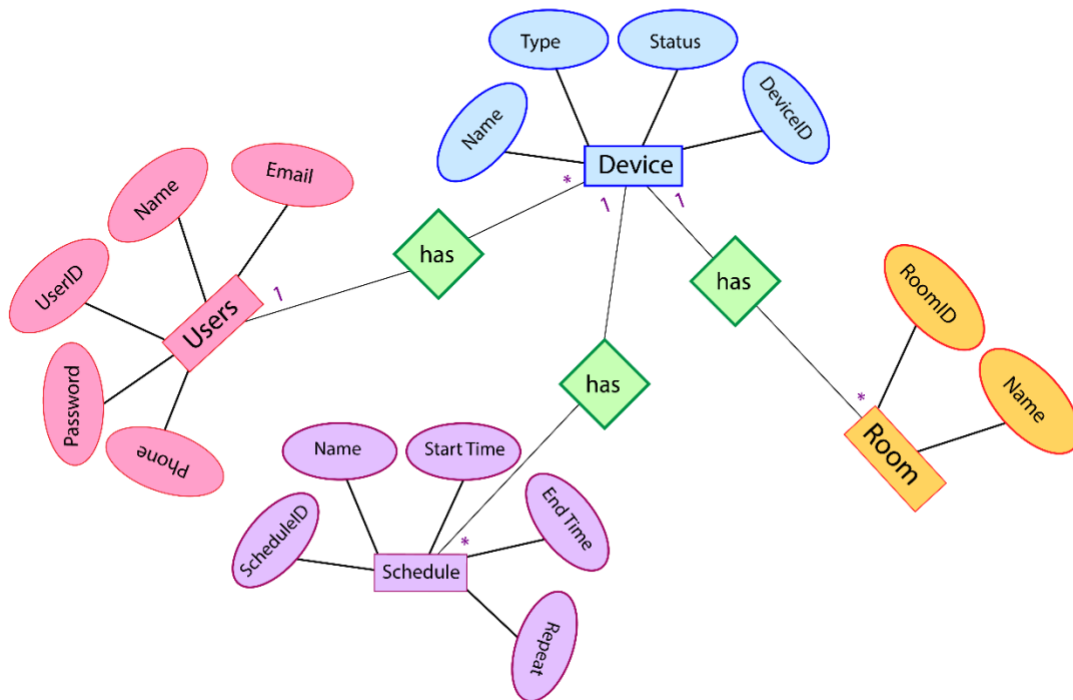 Type
Status
Name
DeviceID
Device
*
1
1
has
has
has
Name
Email
UserID
Users
1
Password
Phone
RoomID
Name
*
Room
Name
Start Time
ScheduleID
End Time
*
Schedule
Repeat